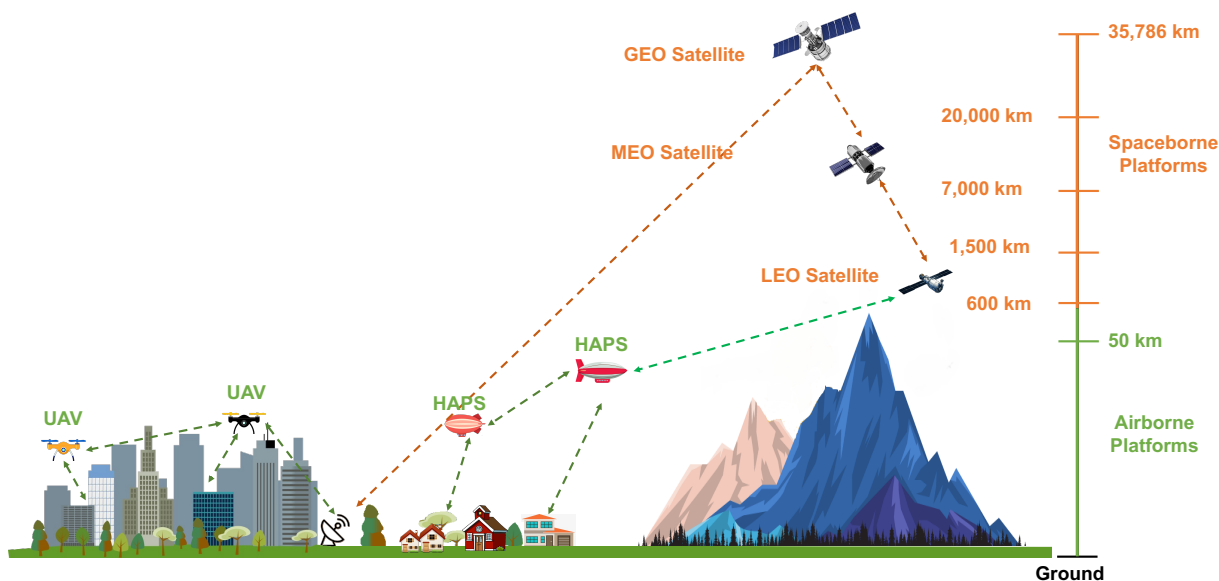 35,786 km
GEO Satellite
20,000 km
MEO Satellite
Spaceborne
Platforms
7,000 km
1,500 km
LEO Satellite
600 km
HAPS
50 km
UAV
HAPS
UAV
Airborne
Platforms
Ground